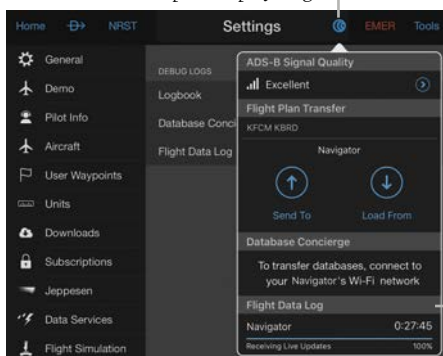 Home NRST Settings EMER Tools
General
Demo
Pilot Info
Aircraft
User Waypoints
Units
Downloads
Subscriptions
Jeppesen
Data Services
Flight Simulation
DEBUG LOGS
Logbook
Database Conci
Flight Data Log
ADS-B Signal Quality
Excellent
Flight Plan Transfer
KFCM KBRD
Navigator
Send To Load From
Database Concierge
To transfer databases, connect to
your Navigator's Wi-Fi network
Flight Data Log
Navigator 0:27:45
Receiving Live Updates 100%